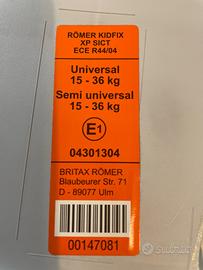 RÖMER KIDFIX
XP SICT
ECE R44/04
Universal
15 - 36 kg
Semi universal
15 - 36 kg
E1
04301304
BRITAX RÖMER
Blaubeurer Str. 71
D - 89077 Ulm
00147081
subito